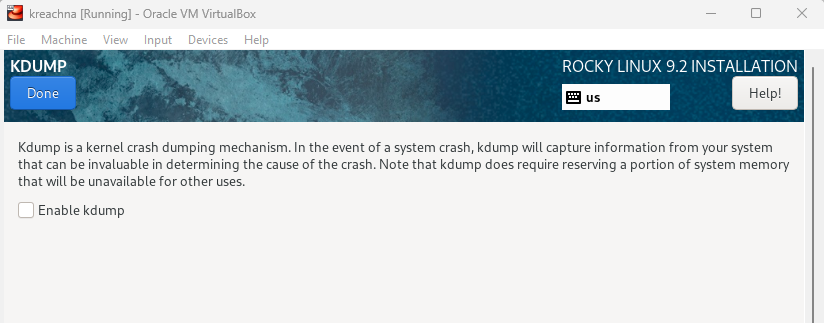 kreachna [Running] - Oracle VM VirtualBox
File Machine View Input Devices Help
KDUMP
Done
ROCKY LINUX 9.2 INSTALLATION
us
Help!
Kdump is a kernel crash dumping mechanism. In the event of a system crash, kdump will capture information from your system
that can be invaluable in determining the cause of the crash. Note that kdump does require reserving a portion of system memory
that will be unavailable for other uses.
Enable kdump